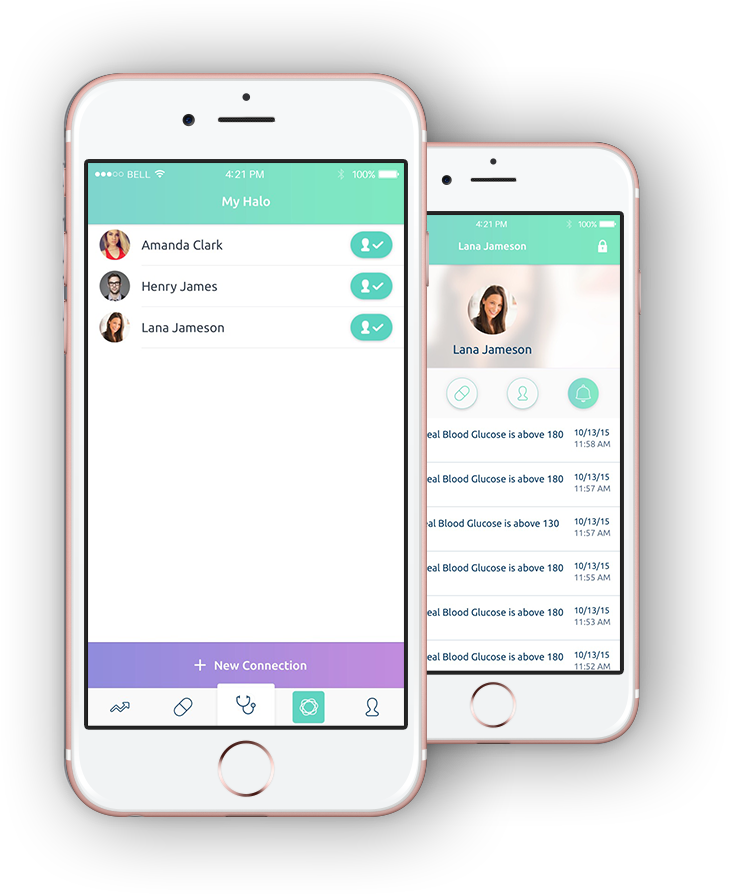 BELL 4:21 PM 100%
My Halo
Amanda Clark
Henry James
Lana Jameson
+ New Connection
4:21 PM 100%
Lana Jameson
Lana Jameson
eal Blood Glucose is above 180 10/13/15
11:58 AM
eal Blood Glucose is above 180 10/13/15
11:57 AM
al Blood Glucose is above 130 10/13/15
11:57 AM
eal Blood Glucose is above 180 10/13/15
11:55 AM
eal Blood Glucose is above 180 10/13/15
11:53 AM
eal Blood Glucose is above 180 10/13/15
11:52 AM